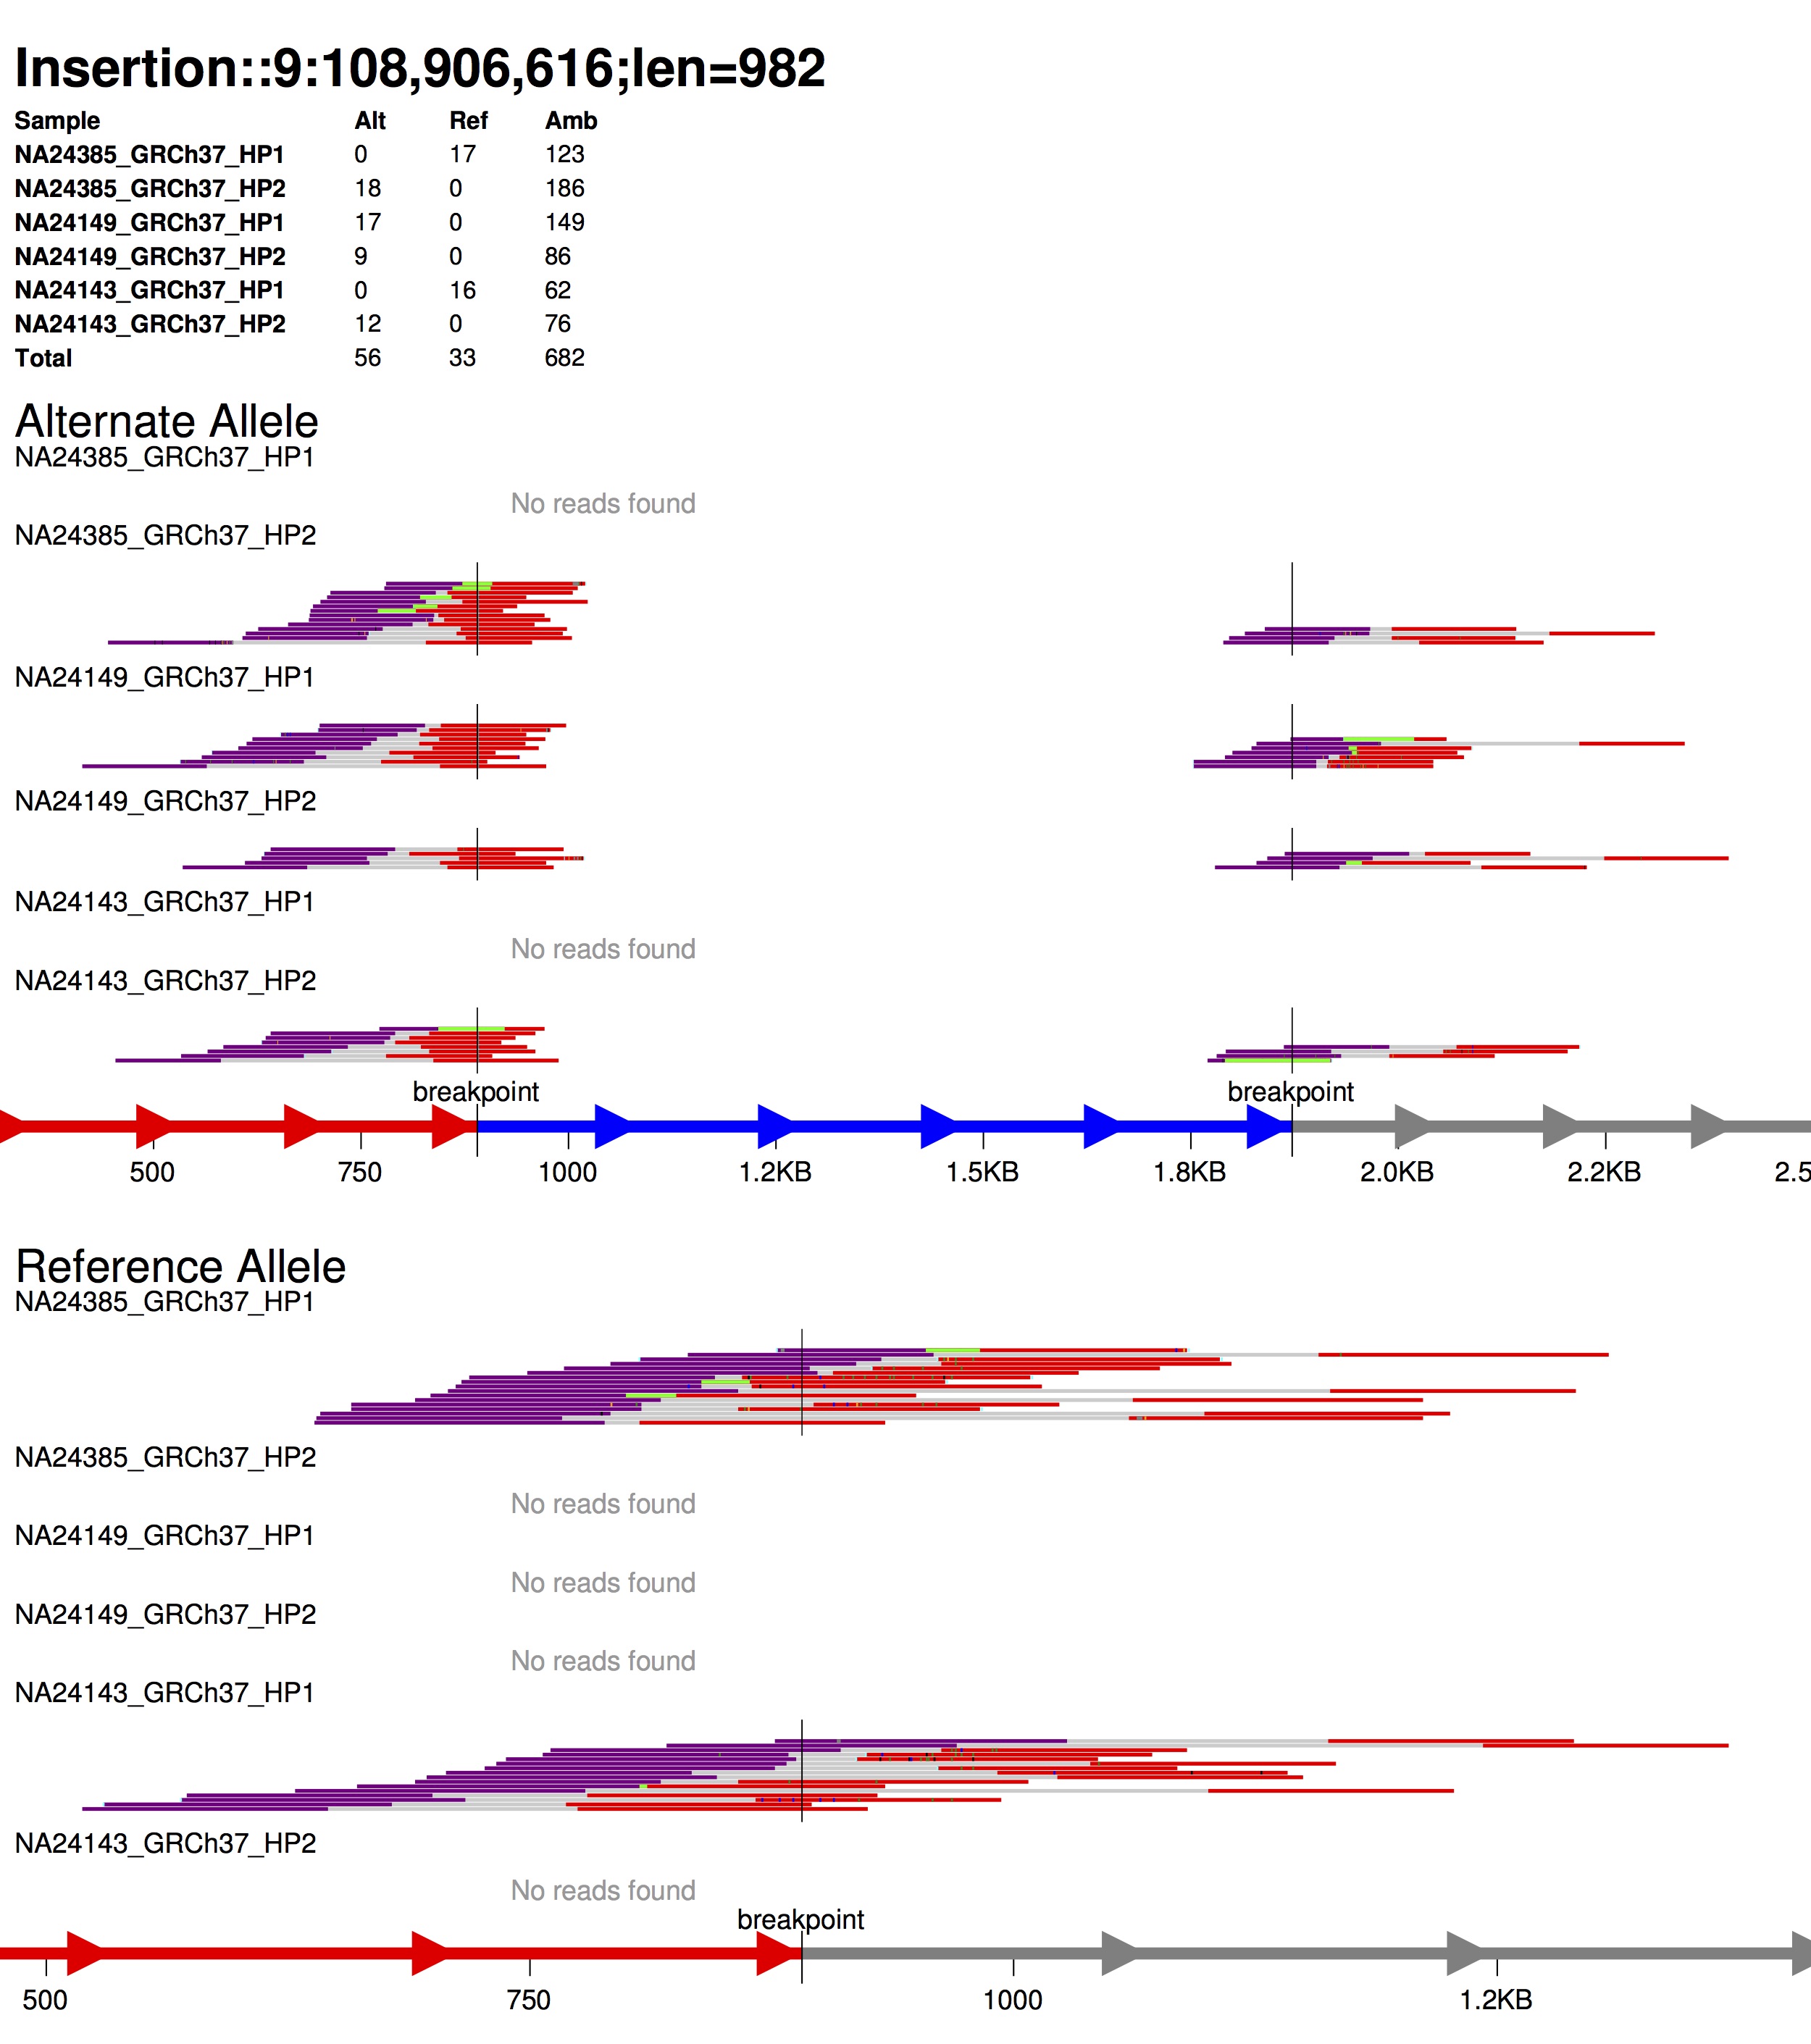 Insertion::9:108,906,616;len=982
Sample Alt Ref Amb
NA24385_GRCh37_HP1 0 17 123
NA24385_GRCh37_HP2 18 0 186
NA24149_GRCh37_HP1 17 0 149
NA24149_GRCh37_HP2 9 0 86
NA24143_GRCh37_HP1 0 16 62
NA24143_GRCh37_HP2 12 0 76
Total 56 33 682
Alternate Allele
NA24385_GRCh37_HP1
No reads found
NA24385_GRCh37_HP2
NA24149_GRCh37_HP1
NA24149_GRCh37_HP2
NA24143_GRCh37_HP1
No reads found
NA24143_GRCh37_HP2
breakpoint breakpoint
500 750 1000 1.2KB 1.5KB 1.8KB 2.0KB 2.2KB 2.5
Reference Allele
NA24385_GRCh37_HP1
NA24385_GRCh37_HP2
No reads found
NA24149_GRCh37_HP1
No reads found
NA24149_GRCh37_HP2
No reads found
NA24143_GRCh37_HP1
NA24143_GRCh37_HP2
No reads found
breakpoint
500 750 1000 1.2KB